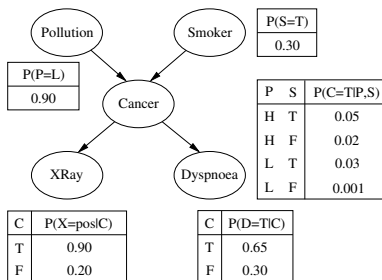 Pollution
Smoker
P(S=T)
0.30
P(P=L)
0.90
Cancer
P S P(C=T|P,S)
H T 0.05
H F 0.02
L T 0.03
L F 0.001
XRay
Dyspnoea
C P(X=pos|C)
T 0.90
F 0.20
C P(D=T|C)
T 0.65
F 0.30